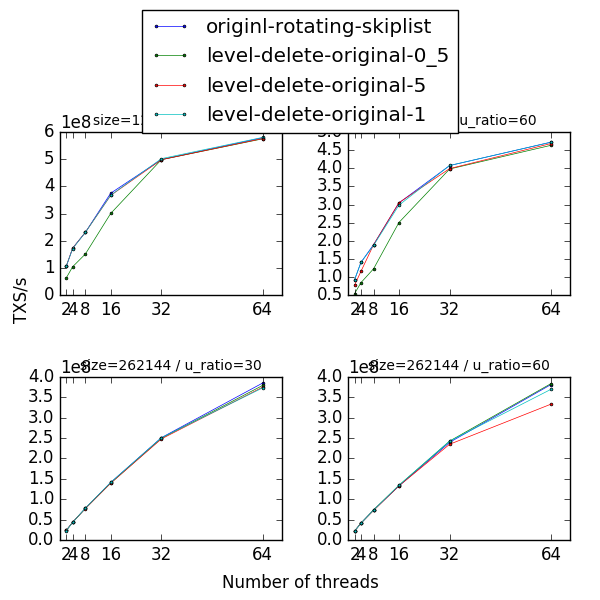 originl-rotating-skiplist
level-delete-original-0_5
level-delete-original-5
level-delete-original-1
1e8
u_ratio=60
6
5
4
3
2
1
0
2 4 8 16 32 64
4.5
4.0
3.5
3.0
2.5
2.0
1.5
1.0
0.5
2 4 8 16 32 64
TXS/s
size=262144 / u_ratio=30
4.0
3.5
3.0
2.5
2.0
1.5
1.0
0.5
0.0
2 4 8 16 32 64
size=262144 / u_ratio=60
4.0
3.5
3.0
2.5
2.0
1.5
1.0
0.5
0.0
2 4 8 16 32 64
Number of threads